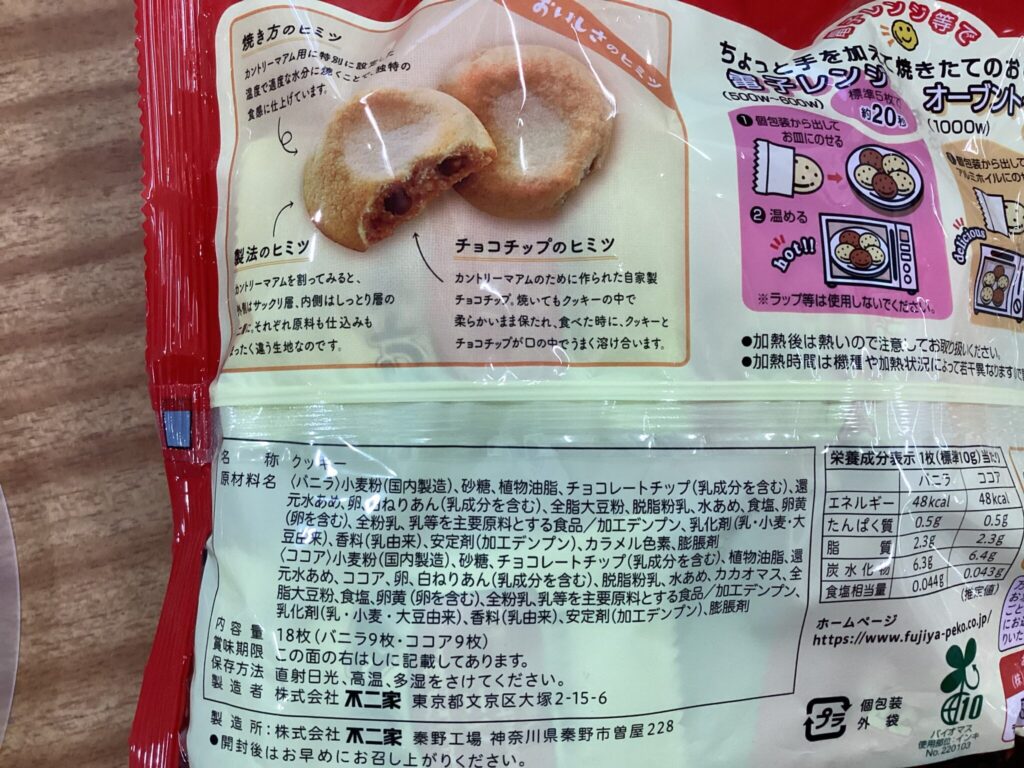 おいしさのヒミツ
焼き方のヒミツ
カントリーマアム用に特別に設定した
温度で適度な水分に焼くことで、独特の
食感に仕上げています。
製法のヒミツ
カントリーマアムを割ってみると、
外側はサックリ層、内側はしっとり層の
それぞれ原料も仕込みも
まったく違う生地なのです。
チョコチップのヒミツ
カントリーマアムのために作られた自家製
チョコチップ。焼いてもクッキーの中で
柔らかいまま保たれ、食べた時に、クッキーと
チョコチップが口の中でうまく溶け合います。
電子レンジ等で
ちょっと手を加えて焼きたてのお
電子レンジ
(500w~600w)
標準5枚で
約20秒
❶個包装から出して
お皿にのせる
❷温める
hot!!
※ラップ等は使用しないでください。
オーブント
(1000w)
❶個包装から出して
アルミホイルにのせ
delicious
●加熱後は熱いので注意してお取り扱いください。
●加熱時間は機種や加熱状況によって若干異なります
名 称 クッキー
原材料名 〈バニラ〉小麦粉(国内製造)、砂糖、植物油脂、チョコレートチップ(乳成分を含む)、還
元水あめ、卵、白ねりあん(乳成分を含む)、全脂大豆粉、脱脂粉乳、水あめ、食塩、卵黄
(卵を含む)、全粉乳、乳等を主要原料とする食品/加工デンプン、乳化剤(乳・小麦・大
豆由来)、香料(乳由来)、安定剤(加工デンプン)、カラメル色素、膨脹剤
〈ココア〉小麦粉(国内製造)、砂糖、チョコレートチップ(乳成分を含む)、植物油脂、還
元水あめ、ココア、卵、白ねりあん(乳成分を含む)、脱脂粉乳、水あめ、カカオマス、全
脂大豆粉、食塩、卵黄(卵を含む)、全粉乳、乳等を主要原料とする食品/加工デンプン、
乳化剤(乳・小麦・大豆由来)、香料(乳由来)、安定剤(加工デンプン)、膨脹剤
内容量 18枚(バニラ9枚・ココア9枚)
賞味期限 この面の右はしに記載してあります。
保存方法 直射日光、高温、多湿をさけてください。
製造者 株式会社 不二家 東京都文京区大塚2-15-6
製造所:株式会社 不二家 秦野工場 神奈川県秦野市曽屋228
●開封後はお早めにお召し上がりください。
栄養成分表示 1枚(標準10g)当たり
バニラ ココア
エネルギー 48kcal 48kcal
たんぱく質 0.5g 0.5g
脂質 2.3g 2.3g
炭水化物 6.3g 6.4g
食塩相当量 0.044g 0.043g
(推定値)
ホームページ
https://www.fujiya-peko.co.jp/
プラ
個包装
外 袋
10
バイオマス
使用部位:インキ
No.220103